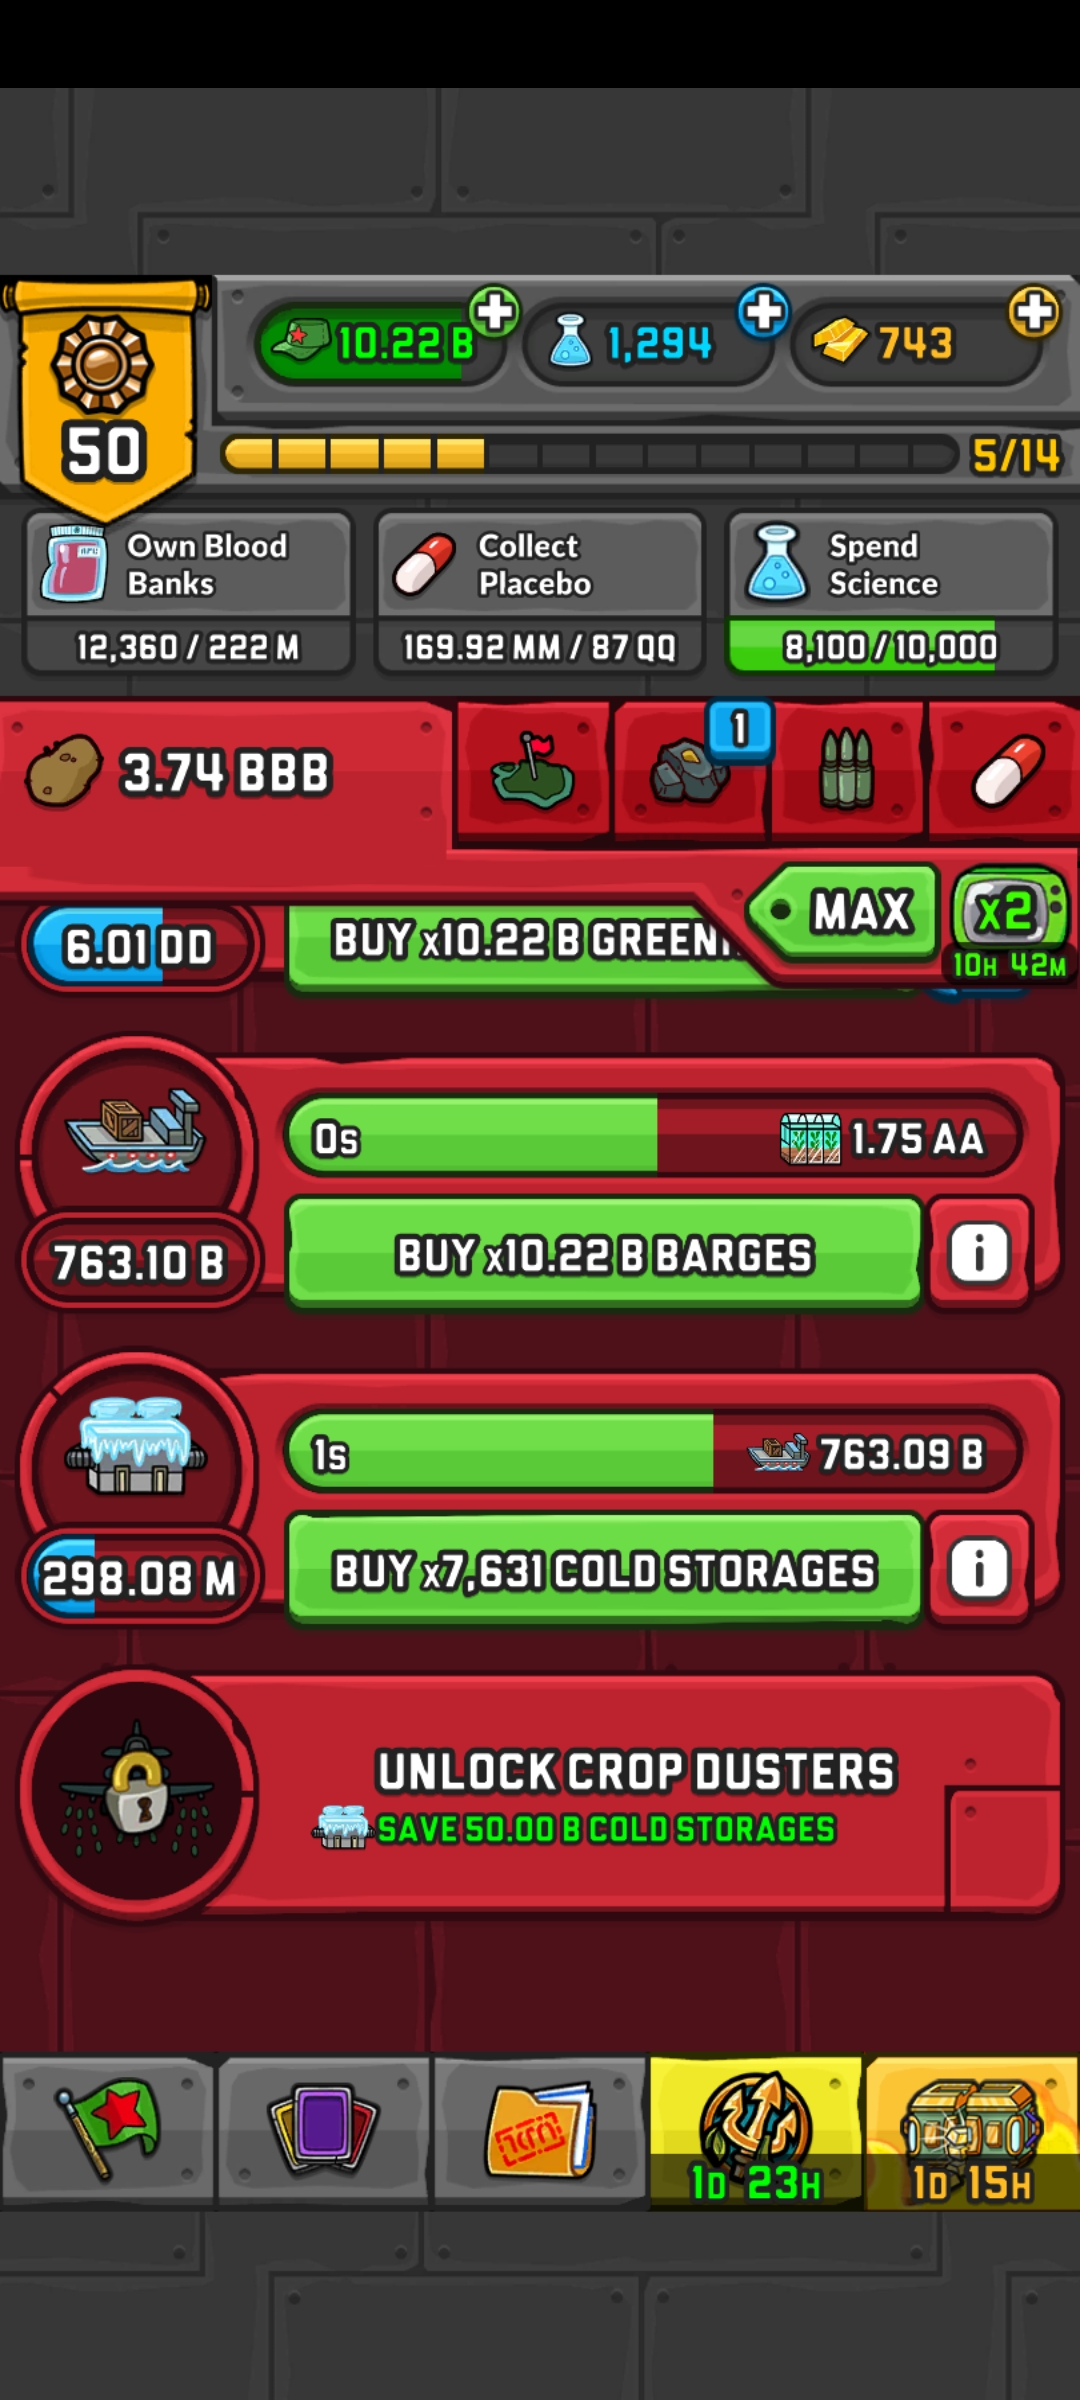 50
10.22 B
1,294
743
5/14
Own Blood Banks
12,360 / 222 M
Collect Placebo
169.92 MM / 87 QQ
Spend Science
8,100 / 10,000
3.74 BBB
1
MAX
x2
10H 42M
6.01 DD
BUY x10.22 B
0s
1.75 AA
763.10 B
BUY x10.22 B BARGES
i
1s
763.09 B
298.08 M
BUY x7,631 COLD STORAGES
i
UNLOCK CROP DUSTERS
SAVE 50.00 B COLD STORAGES
1D 23H
1D 15H